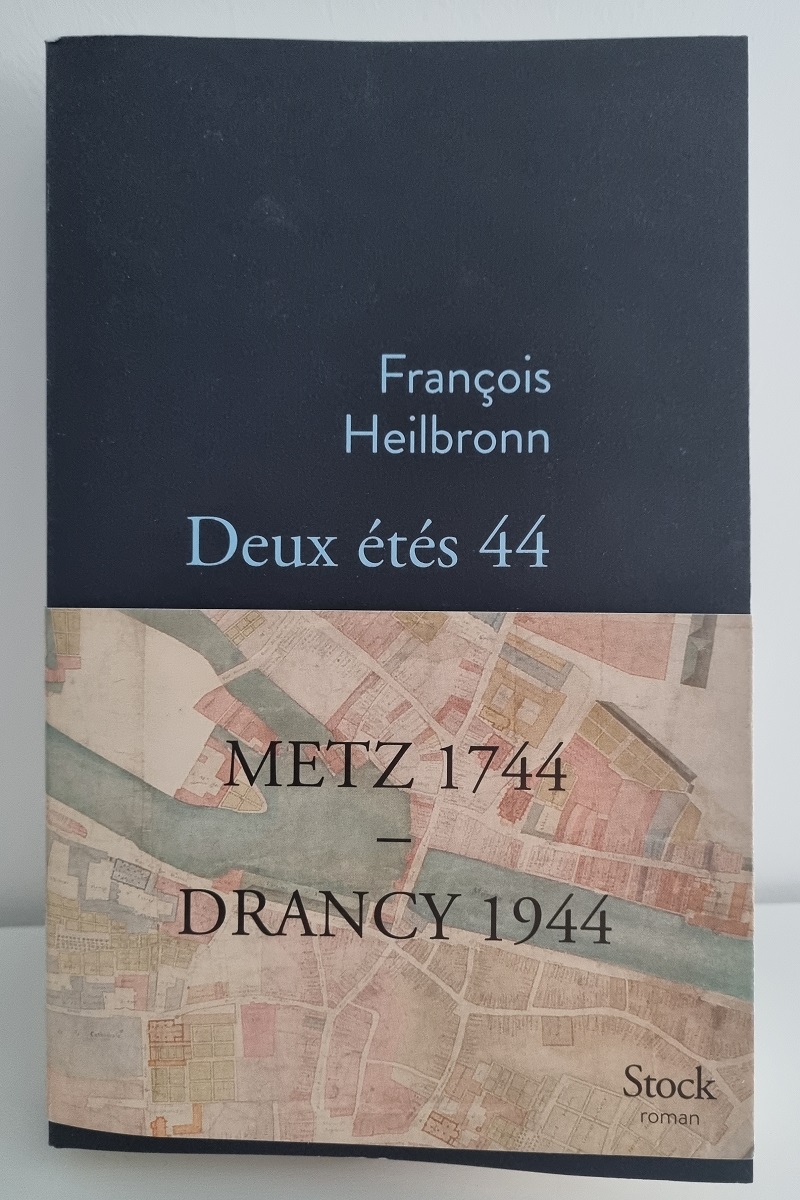 François
Heilbronn
Deux étés 44
METZ 1744
–
DRANCY 1944
Stock
roman